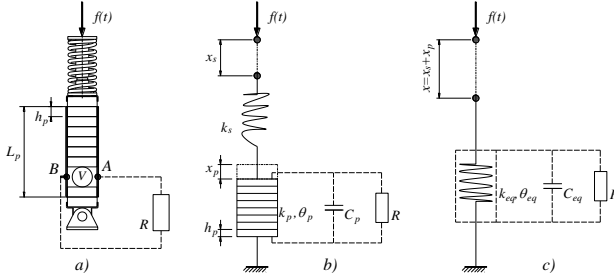 f(t)
h_p
L_p
B
V
A
R
a)
f(t)
x_s
k_s
x_p
h_p
k_p, θ_p
C_p
R
b)
f(t)
x=x_s+x_p
k_eq, θ_eq
C_eq
c)